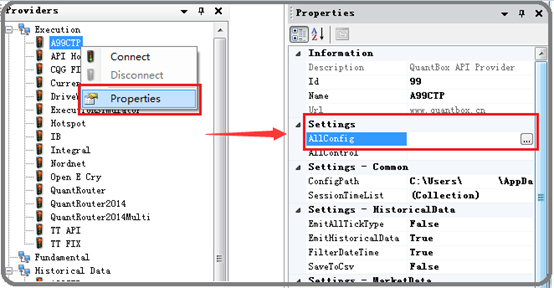 Providers
Execution
A99CTP
API Ho
CQG FI
Curren
DriveW
ExecutionSimulator
Hotspot
IB
Integral
Nordnet
Open E Cry
QuantRouter
QuantRouter2014
QuantRouter2014Multi
TT API
TT FIX
Fundamental
Historical Data
Connect
Disconnect
Properties
Properties
Information
Description QuantBox API Provider
Id 99
Name A99CTP
Url www.quantbox.cn
Settings
AllConfig ...
AllControl
Settings - Common
ConfigPath C:\Users\ \AppDa
SessionTimeList (Collection)
Settings - HistoricalData
EmitAllTickType False
EmitHistoricalData True
FilterDateTime True
SaveToCsv False
Settings - MarketData